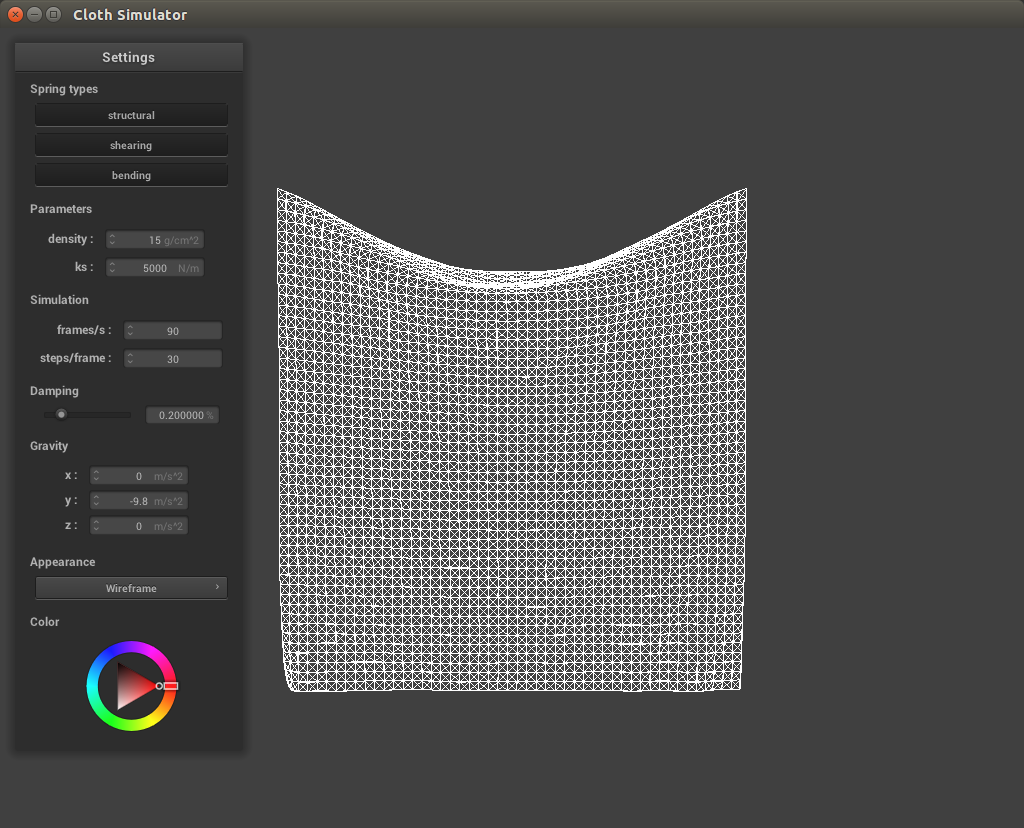 Cloth Simulator
Settings
Spring types
structural
shearing
bending
Parameters
density : 15 g/cm^2
ks : 5000 N/m
Simulation
frames/s : 90
steps/frame : 30
Damping
0.200000 %
Gravity
x : 0 m/s^2
y : -9.8 m/s^2
z : 0 m/s^2
Appearance
Wireframe
Color